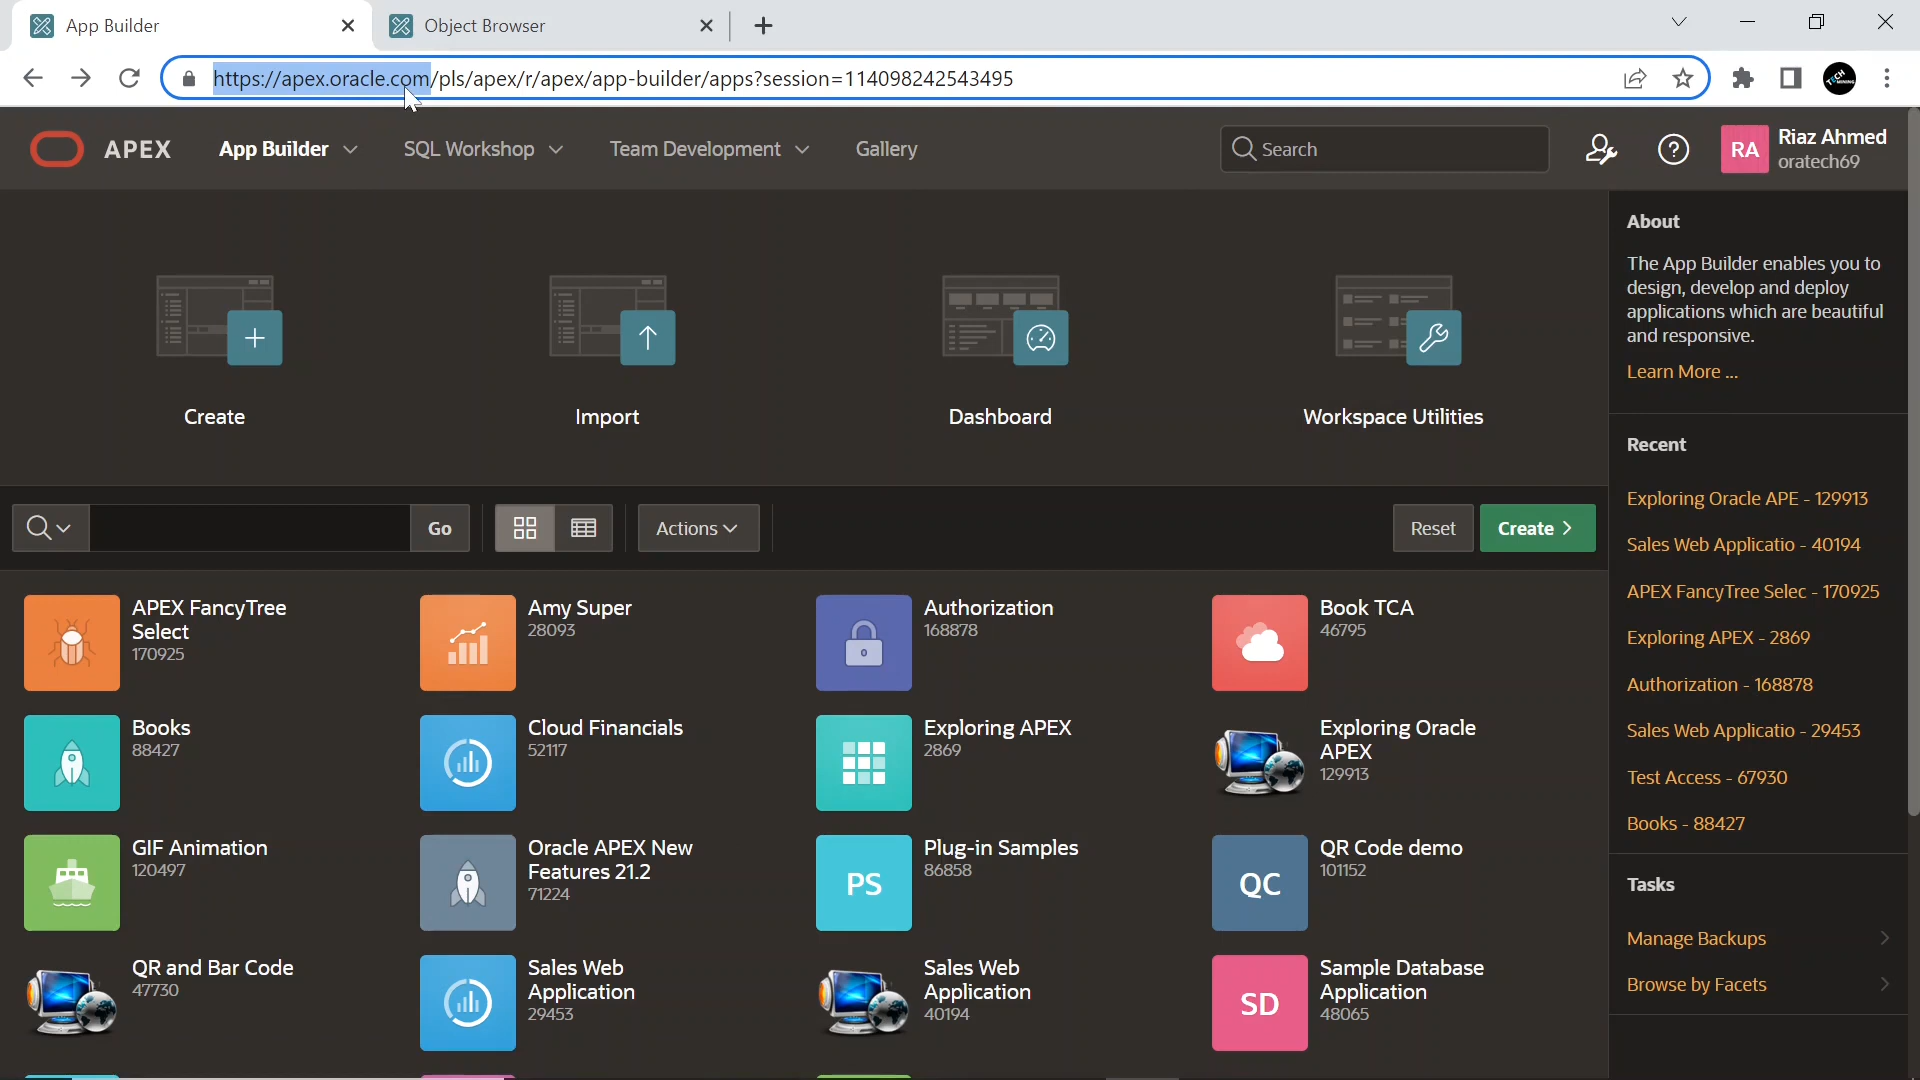 App Builder
Object Browser
https://apex.oracle.com/pls/apex/r/apex/app-builder/apps?session=114098242543495
TECH
MINING
APEX
App Builder
SQL Workshop
Team Development
Gallery
Search
RA
Riaz Ahmed
oratech69
Create
Import
Dashboard
Workspace Utilities
About
The App Builder enables you to
design, develop and deploy
applications which are beautiful
and responsive.
Learn More ...
Recent
Exploring Oracle APE - 129913
Sales Web Applicatio - 40194
APEX FancyTree Selec - 170925
Exploring APEX - 2869
Authorization - 168878
Sales Web Applicatio - 29453
Test Access - 67930
Books - 88427
Tasks
Manage Backups
Browse by Facets
Go
Actions
Reset
Create
APEX FancyTree
Select
170925
Amy Super
28093
Authorization
168878
Book TCA
46795
Books
88427
Cloud Financials
52117
Exploring APEX
2869
Exploring Oracle
APEX
129913
GIF Animation
120497
Oracle APEX New
Features 21.2
71224
PS
Plug-in Samples
86858
QC
QR Code demo
101152
QR and Bar Code
47730
Sales Web
Application
29453
Sales Web
Application
40194
SD
Sample Database
Application
48065